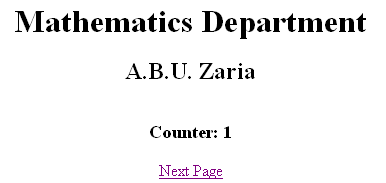 Mathematics Department
A.B.U. Zaria
Counter: 1
Next Page